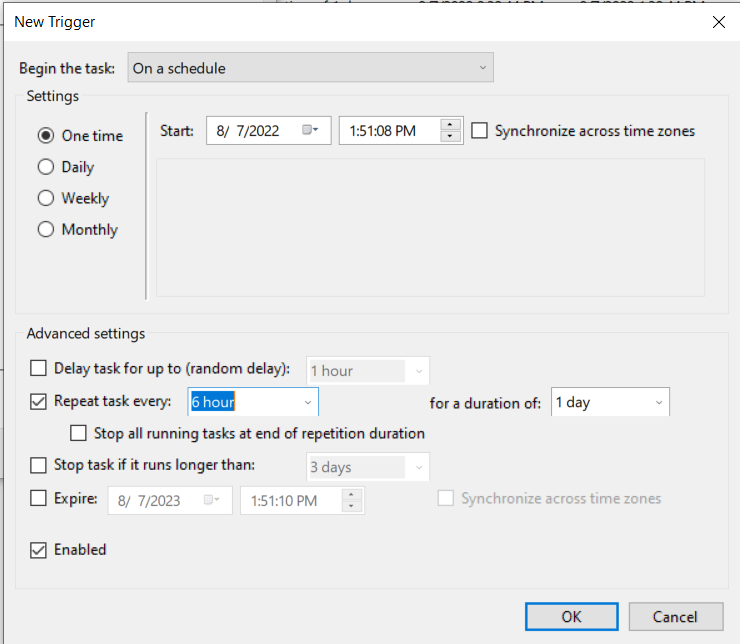 New Trigger
Begin the task: On a schedule
Settings
One time
Start: 8/ 7/2022 1:51:08 PM Synchronize across time zones
Daily
Weekly
Monthly
Advanced settings
Delay task for up to (random delay): 1 hour
Repeat task every: 6 hour for a duration of: 1 day
Stop all running tasks at end of repetition duration
Stop task if it runs longer than: 3 days
Expire: 8/ 7/2023 1:51:10 PM Synchronize across time zones
Enabled
OK Cancel